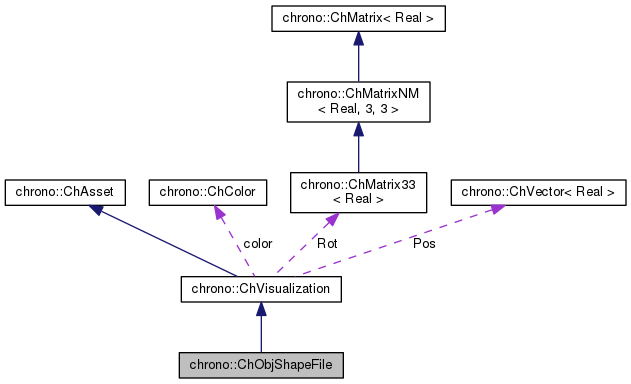 chrono::ChMatrix< Real >
chrono::ChMatrixNM
< Real, 3, 3 >
chrono::ChAsset
chrono::ChColor
chrono::ChMatrix33
< Real >
chrono::ChVector< Real >
color
Rot
Pos
chrono::ChVisualization
chrono::ChObjShapeFile